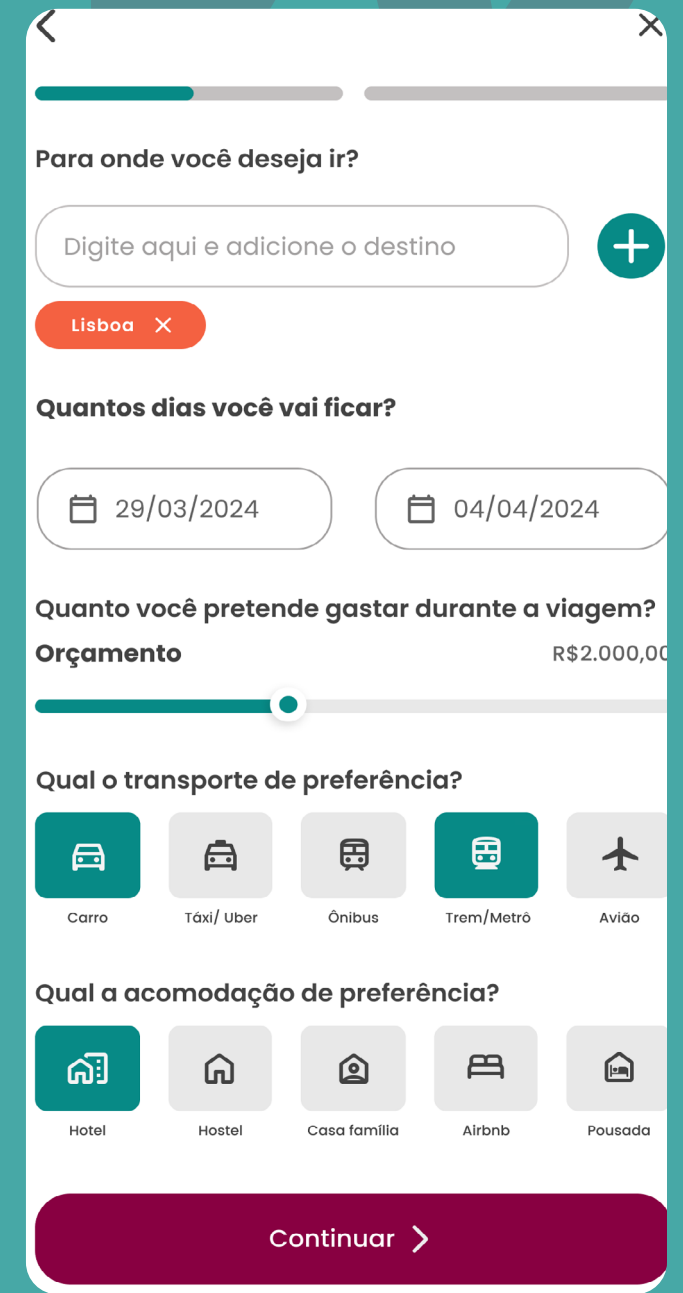 Para onde você deseja ir?
Digite aqui e adicione o destino
Lisboa
Quantos dias você vai ficar?
29/03/2024 04/04/2024
Quanto você pretende gastar durante a viagem?
Orçamento R$2.000,00
Qual o transporte de preferência?
Carro Táxi/ Uber Ônibus Trem/Metrô Avião
Qual a acomodação de preferência?
Hotel Hostel Casa família Airbnb Pousada
Continuar